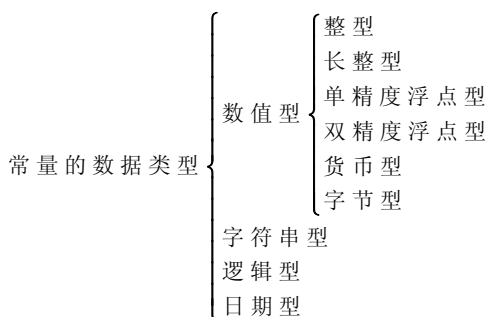 整型
长整型
单精度浮点型
数值型
双精度浮点型
常量的数据类型
货币型
字节型
字符串型
逻辑型
日期型